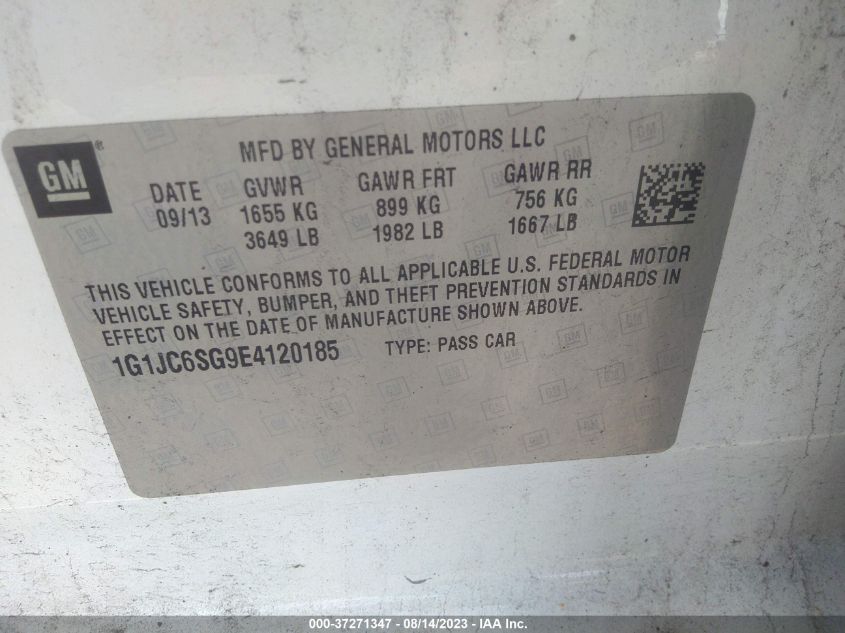 GM®
MFD BY GENERAL MOTORS LLC
DATE GVWR GAWR FRT GAWR RR
09/13 1655 KG 899 KG 756 KG
3649 LB 1982 LB 1667 LB
THIS VEHICLE CONFORMS TO ALL APPLICABLE U.S. FEDERAL MOTOR
VEHICLE SAFETY, BUMPER, AND THEFT PREVENTION STANDARDS IN
EFFECT ON THE DATE OF MANUFACTURE SHOWN ABOVE.
1G1JC6SG9E4120185 TYPE: PASS CAR
000-37271347 - 08/14/2023 - IAA Inc.